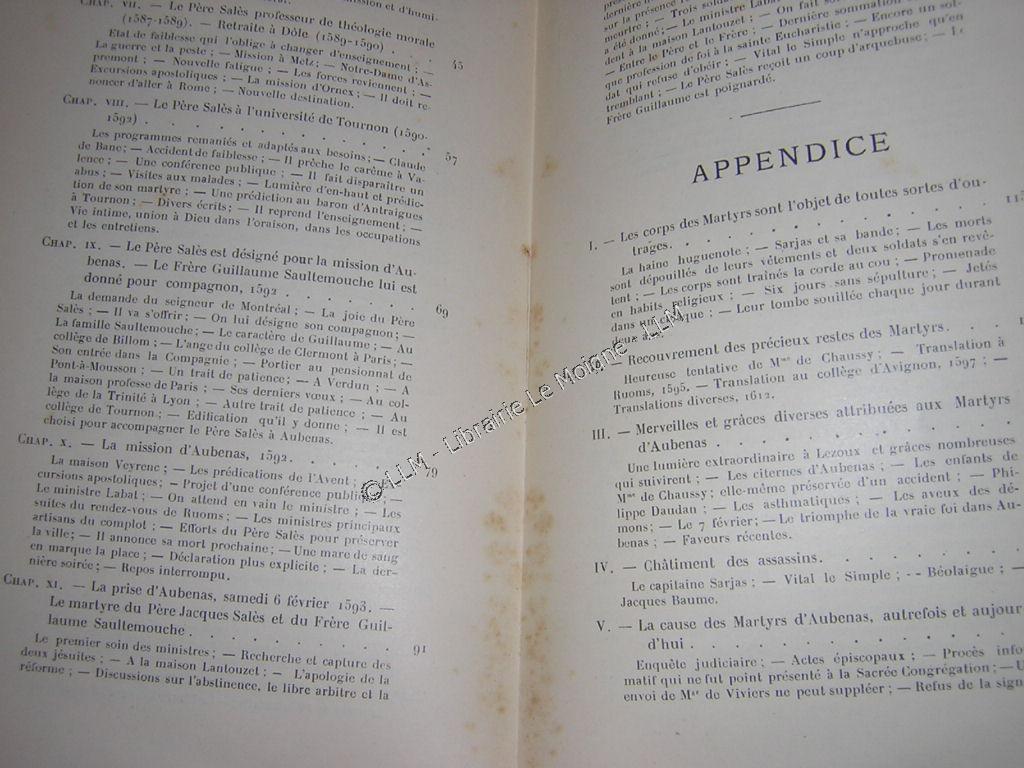 CHAP. VII. — Le Père Salès professeur de théologie morale
(1587-1589). — Retraite à Dôle (1589-1590) . . 45
Etat de faiblesse qui l'oblige à changer d'enseignement ; —
La guerre et la peste ; — Mission à Metz ; — Notre-Dame d'As-
premont ; — Nouvelle fatigue ; — Les forces reviennent ; —
Excursions apostoliques ; — La mission d'Ornex ; — Il doit re-
noncer d'aller à Rome ; — Nouvelle destination.
CHAP. VIII. — Le Père Salès à l'université de Tournon (1590-
1592) . . . . . . . . . . . . 57
Les programmes remaniés et adaptés aux besoins ; — Claude
de Banc ; — Accident de faiblesse ; — Il prêche le carême à Va-
lence ; — Une conférence publique ; — Il fait disparaître un
abus ; — Visites aux malades ; — Lumière d'en-haut et prédic-
tion de son martyre ; — Une prédiction au baron d'Antraigues
à Tournon ; — Divers écrits ; — Il reprend l'enseignement ; —
Vie intime, union à Dieu dans l'oraison, dans les occupations
et les entretiens.
CHAP. IX. — Le Père Salès est désigné pour la mission d'Au-
benas. — Le Frère Guillaume Saultemouche lui est
donné pour compagnon, 1592 . . . . . . 69
La demande du seigneur de Montréal ; — La joie du Père
Salès ; — Il va s'offrir ; — On lui désigne son compagnon ; —
La famille Saultemouche ; — Le caractère de Guillaume ; — Au
collège de Billom ; — L'ange du collège de Clermont à Paris ; —
Son entrée dans la Compagnie ; — Portier au pensionnat de
Pont-à-Mousson ; — Un trait de patience ; — A Verdun ; — A
la maison professe de Paris ; — Ses derniers vœux ; — Au col-
lège de la Trinité à Lyon ; — Autre trait de patience ; — Au
collège de Tournon ; — Edification qu'il y donne ; — Il est
choisi pour accompagner le Père Salès à Aubenas.
CHAP. X. — La mission d'Aubenas, 1592. . . . . . 79
La maison Veyrenc ; — Les prédications de l'Avent ;
cursions apostoliques ; — Projet d'une conférence publi
Le ministre Labat ; — On attend en vain le ministre ; — Les
suites du rendez-vous de Ruoms ; — Les ministres principaux
artisans du complot ; — Efforts du Père Salès pour préserver
la ville ; — Il annonce sa mort prochaine ; — Une mare de sang
en marque la place ; — Déclaration plus explicite ; — La der-
nière soirée ; — Repos interrompu.
CHAP. XI. — La prise d'Aubenas, samedi 6 février 1593. —
Le martyre du Père Jacques Salès et du Frère Guil-
laume Saultemouche . . . . . . . . 91
Le premier soin des ministres ; — Recherche et capture des
deux jésuites ; — A la maison Lantouzet ; — L'apologie de la
réforme ; — Discussions sur l'abstinence, le libre arbitre et la
meurtre ; — Trois sold
a été donné ; — Le ministre Labat
dent à la maison Lantouzet ; — On fait
— Entre le Père et le Frère ; — Dernière sommation
que profession de foi à la sainte Eucharistie ; — Encore un sol-
dat qui refuse d'obéir ; — Vital le Simple n'approche qu'en
tremblant ; — Le Père Salès reçoit un coup d'arquebuse ; — Le
Frère Guillaume est poignardé.
APPENDICE
I. — Les corps des Martyrs sont l'objet de toutes sortes d'ou-
trages. . . . . . . . . . . .
La haine huguenote ; — Sarjas et sa bande ; — Les morts
sont dépouillés de leurs vêtements et deux soldats s'en revê-
tent ; — Les corps sont traînés la corde au cou ; — Promenade
en habits religieux ; — Six jours sans sépulture ; — Jetés
dans un cloaque ; — Leur tombe souillée chaque jour durant
deux ans.
— Recouvrement des précieux restes des Martyrs. . .
Heureuse tentative de Mme de Chaussy ; — Translation à
Ruoms, 1595. — Translation au collège d'Avignon, 1597 ; —
Translations diverses, 1612.
III. — Merveilles et grâces diverses attribuées aux Martyrs
d'Aubenas . . . . . . . . . . .
Une lumière extraordinaire à Lezoux et grâces nombreuses
qui suivirent ; — Les citernes d'Aubenas ; — Les enfants de
Mme de Chaussy ; elle-même préservée d'un accident ; — Phi-
lippe Daudan ; — Les asthmatiques ; — Les aveux des dé-
mons ; — Le 7 février ; — Le triomphe de la vraie foi dans Au-
benas ; — Faveurs récentes.
IV. — Châtiment des assassins. . . . . . . .
Le capitaine Sarjas ; — Vital le Simple ; -- Béolaigue ; —
Jacques Baume.
V. — La cause des Martyrs d'Aubenas, autrefois et aujour
d'hui . . . . . . . . . . . .
Enquête judiciaire ; — Actes épiscopaux ; — Procès info
matif qui ne fut point présenté à la Sacrée Congrégation ; — U
envoi de Mgr de Viviers ne peut suppléer ; — Refus de la sign
© LLM - Librairie Le Moigne - LLM